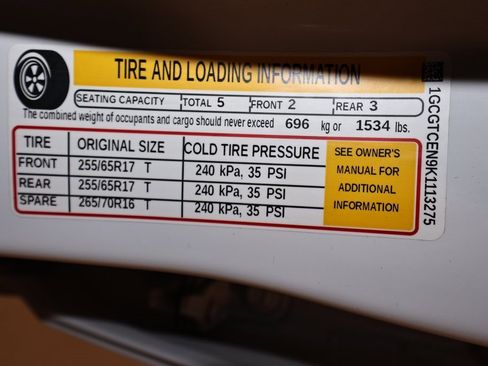 TIRE AND LOADING INFORMATION
SEATING CAPACITY TOTAL 5 FRONT 2 REAR 3
The combined weight of occupants and cargo should never exceed 696 kg or 1534 lbs.
TIRE ORIGINAL SIZE COLD TIRE PRESSURE
FRONT 255/65R17 T 240 kPa, 35 PSI
REAR 255/65R17 T 240 kPa, 35 PSI
SPARE 265/70R16 T 240 kPa, 35 PSI
SEE OWNER'S
MANUAL FOR
ADDITIONAL
INFORMATION
1GCGTCEN9K1113275